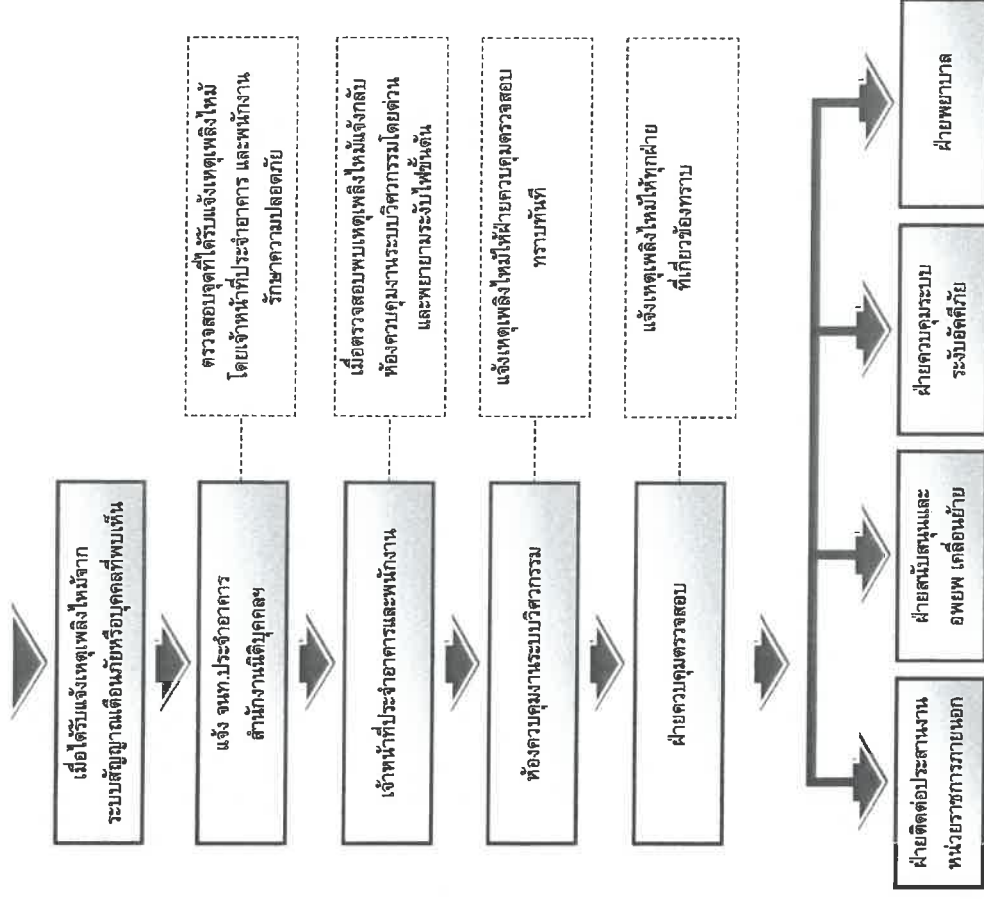 เมื่อได้รับแจ้งเหตุเพลิงไหม้จาก
ระบบสัญญาณเตือนภัยหรือบุคคลที่พบเห็น
แจ้ง จนท.ประจำอาคาร
สำนักงานนิติบุคคลฯ
ตรวจสอบจุดที่ได้รับแจ้งเหตุเพลิงไหม้
โดยเจ้าหน้าที่ประจำอาคาร และพนักงาน
รักษาความปลอดภัย
เจ้าหน้าที่ประจำอาคารและพนักงาน
เมื่อตรวจสอบพบเหตุเพลิงไหม้แจ้งกลับ
ห้องควบคุมงานระบบวิศวกรรมโดยด่วน
และพยายามระงับไฟขั้นต้น
ห้องควบคุมงานระบบวิศวกรรม
แจ้งเหตุเพลิงไหม้ให้ฝ่ายควบคุมตรวจสอบ
ทราบทันที
ฝ่ายควบคุมตรวจสอบ
แจ้งเหตุเพลิงไหม้ให้ทุกฝ่าย
ที่เกี่ยวข้องทราบ
ฝ่ายติดต่อประสานงาน
หน่วยราชการภายนอก
ฝ่ายสนับสนุนและ
อพยพ เคลื่อนย้าย
ฝ่ายควบคุมระบบ
ระงับอัคคีภัย
ฝ่ายพยาบาล